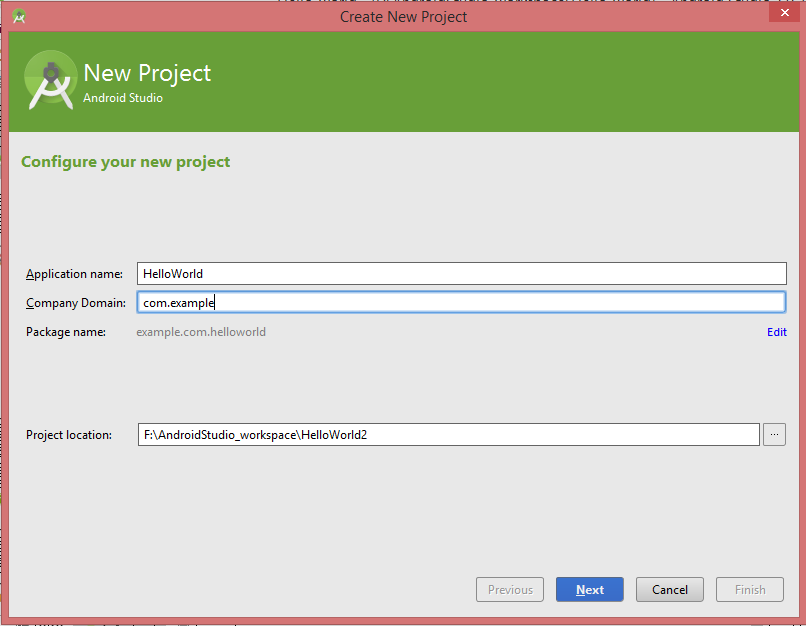 Create New Project
New Project
Android Studio
Configure your new project
Application name: HelloWorld
Company Domain: com.example
Package name: example.com.helloworld Edit
Project location: F:\AndroidStudio_workspace\HelloWorld2 ...
Previous Next Cancel Finish